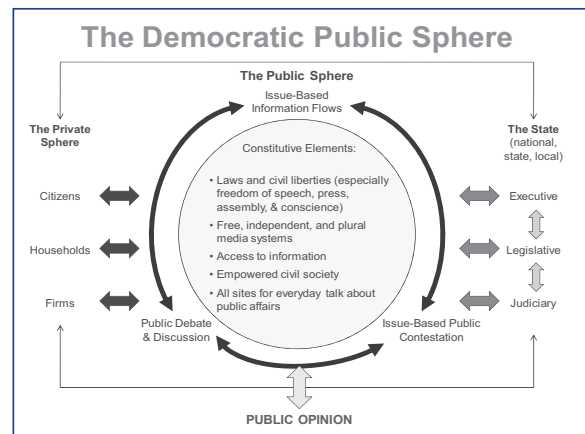 The Democratic Public Sphere
The Public Sphere
Issue-Based
Information Flows
The Private
Sphere
Citizens
Households
Firms
Constitutive Elements:
• Laws and civil liberties (especially
freedom of speech, press,
assembly, & conscience)
• Free, independent, and plural
media systems
• Access to information
• Empowered civil society
• All sites for everyday talk about
public affairs
The State
(national,
state, local)
Executive
Legislative
Judiciary
Public Debate
& Discussion
Issue-Based Public
Contestation
PUBLIC OPINION